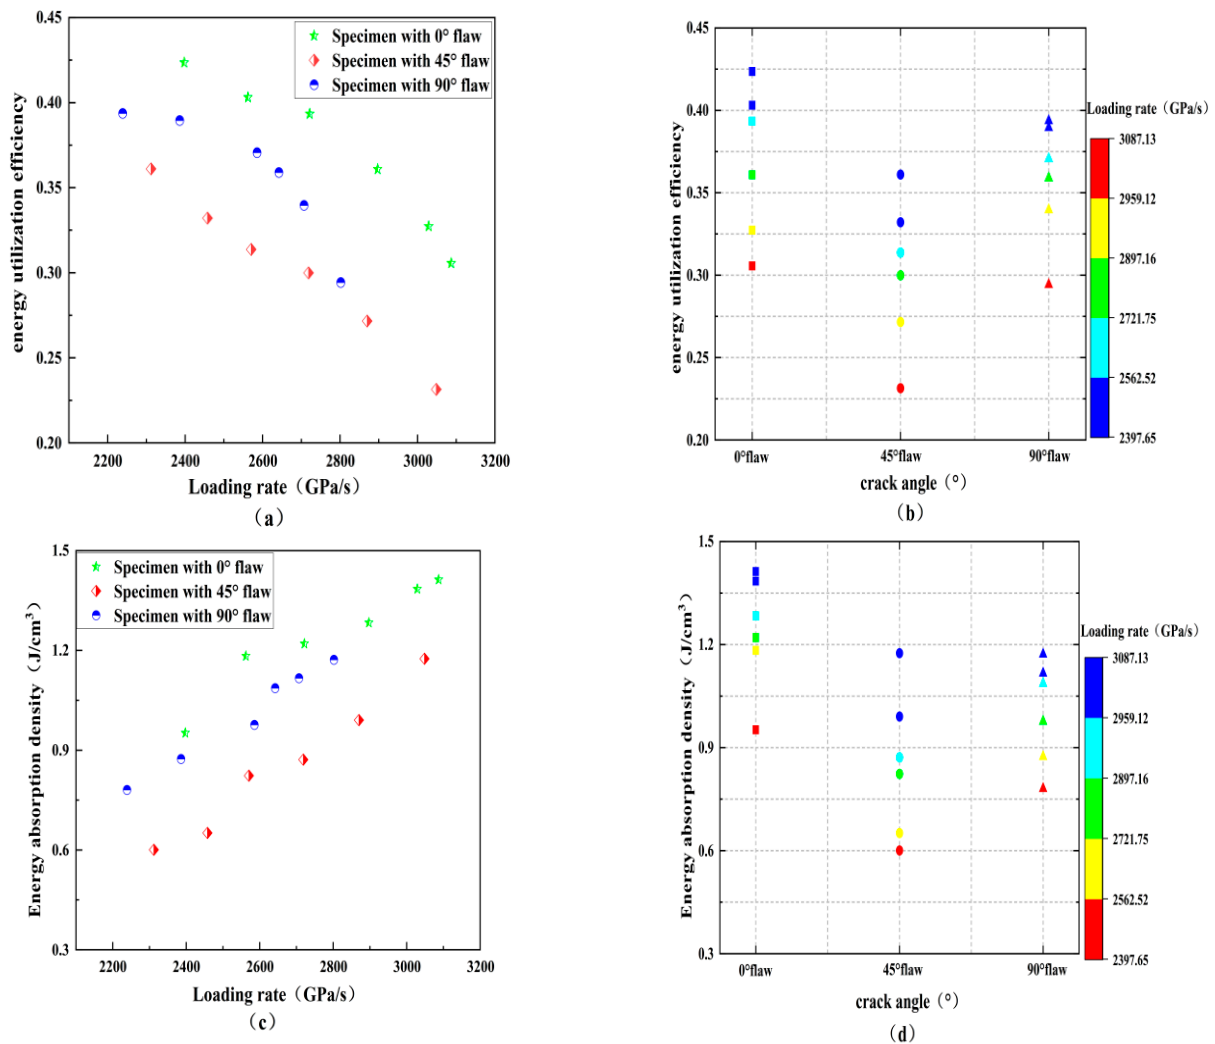 0.45
0.40
0.35
0.30
0.25
0.20
energy utilization efficiency
Specimen with 0° flaw
Specimen with 45° flaw
Specimen with 90° flaw
2200 2400 2600 2800 3000 3200
Loading rate（GPa/s）
（a）
0.45
0.40
0.35
0.30
0.25
0.20
energy utilization efficiency
0°flaw 45°flaw 90°flaw
crack angle（°）
（b）
Loading rate（GPa/s）
3087.13
2959.12
2897.16
2721.75
2562.52
2397.65
1.5
1.2
0.9
0.6
0.3
Energy absorption density（J/cm³）
Specimen with 0° flaw
Specimen with 45° flaw
Specimen with 90° flaw
2200 2400 2600 2800 3000 3200
Loading rate（GPa/s）
（c）
1.5
1.2
0.9
0.6
0.3
Energy absorption density（J/cm³）
0°flaw 45°flaw 90°flaw
crack angle（°）
（d）
Loading rate（GPa/s）
3087.13
2959.12
2897.16
2721.75
2562.52
2397.65